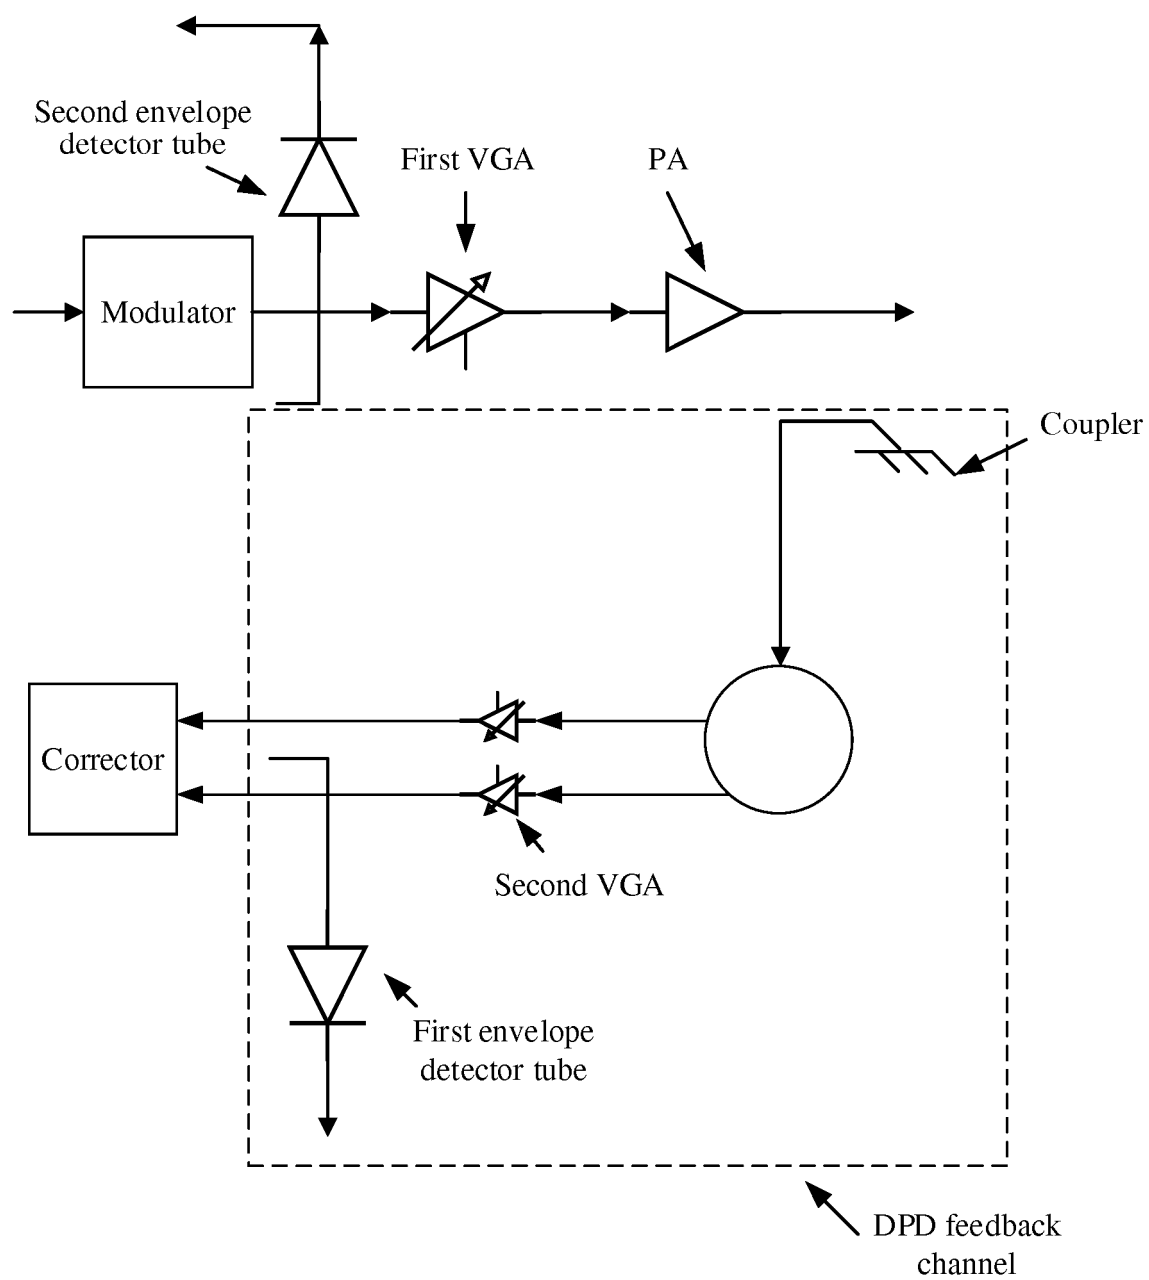 Second envelope
detector tube
First VGA
PA
Modulator
Coupler
Corrector
Second VGA
First envelope
detector tube
DPD feedback
channel